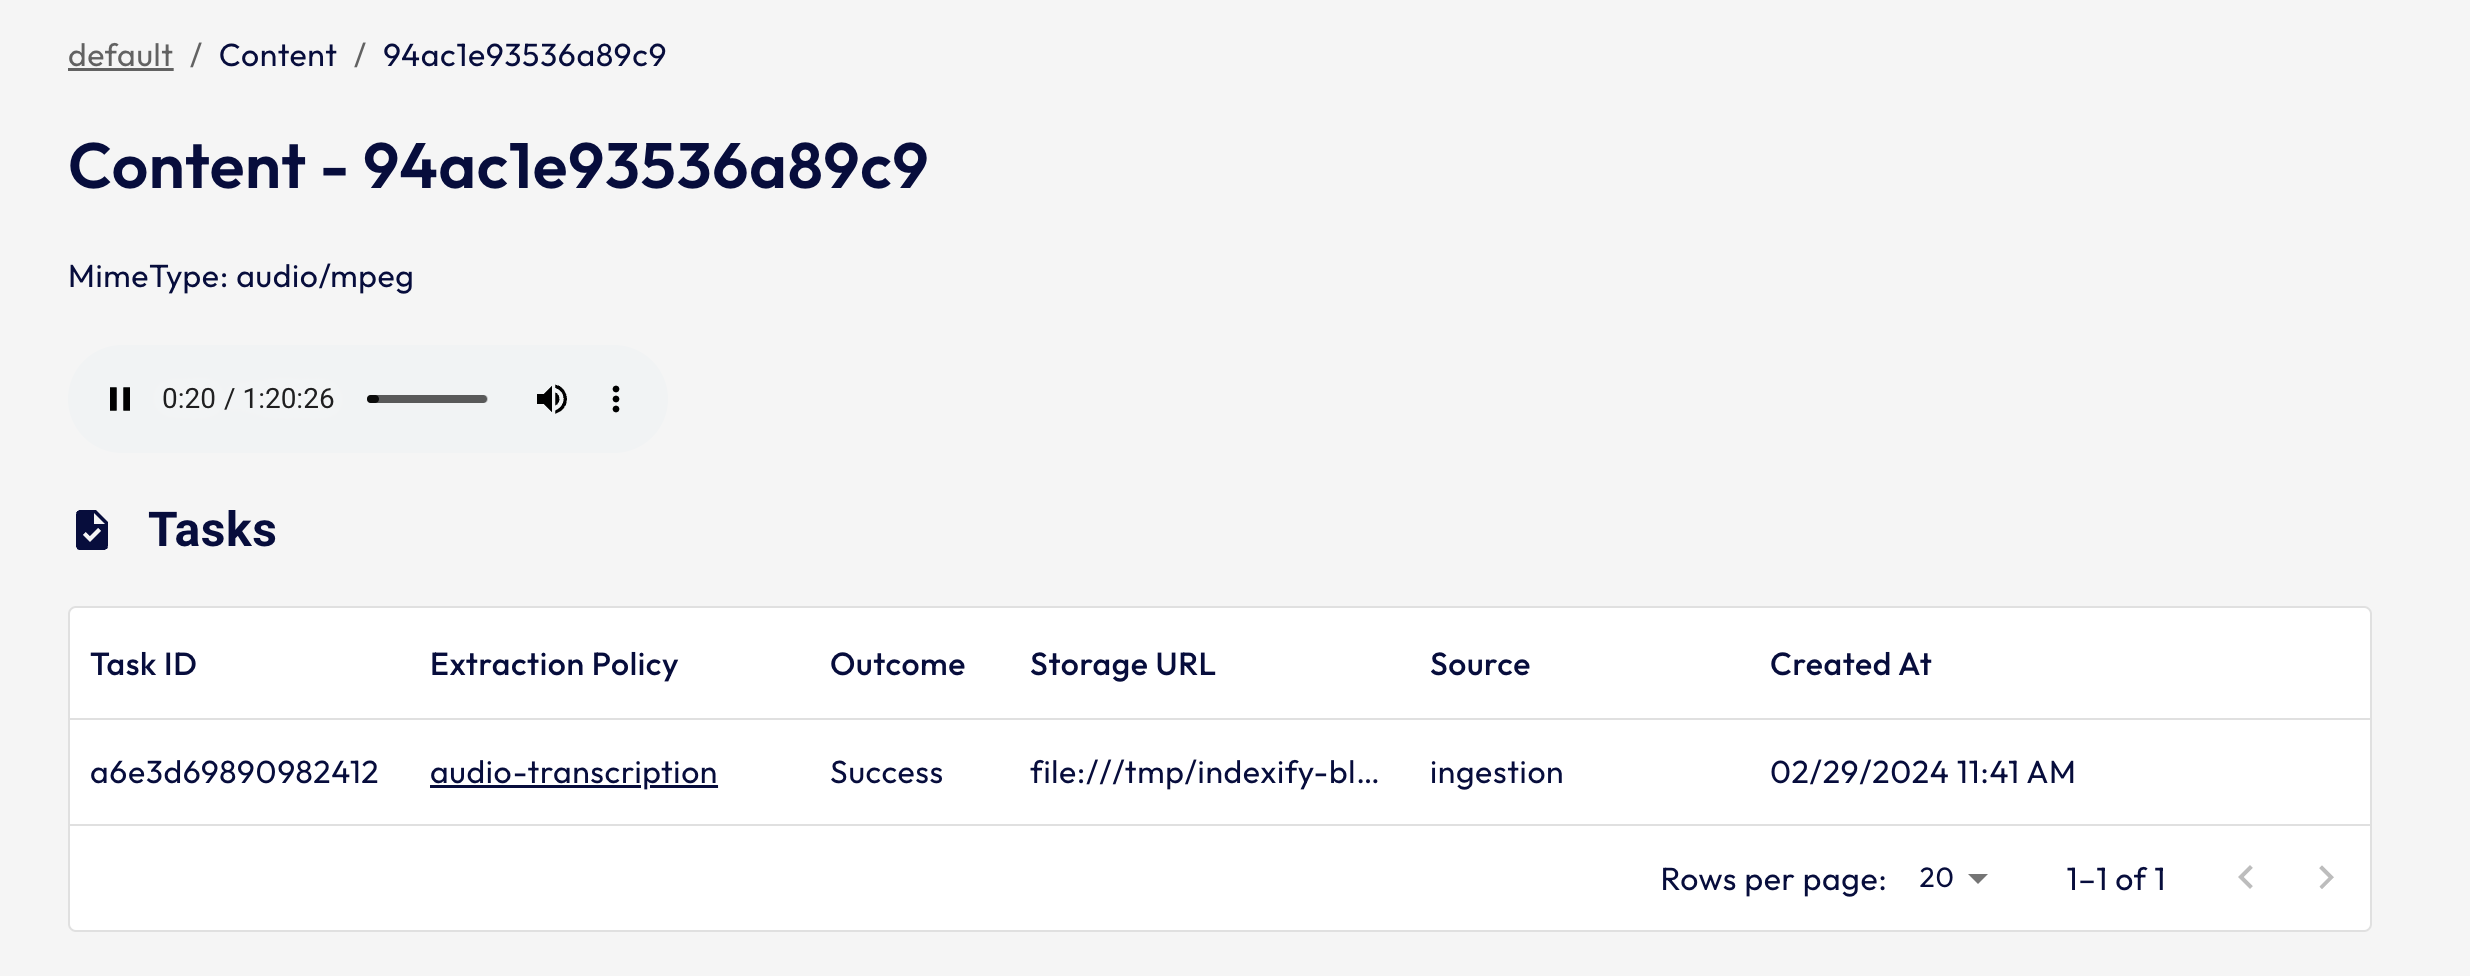 default / Content / 94ac1e93536a89c9
Content - 94ac1e93536a89c9
MimeType: audio/mpeg
0:20 / 1:20:26
Tasks
Task ID Extraction Policy Outcome Storage URL Source Created At
a6e3d69890982412 audio-transcription Success file:///tmp/indexify-bl... ingestion 02/29/2024 11:41 AM
Rows per page: 20 1–1 of 1